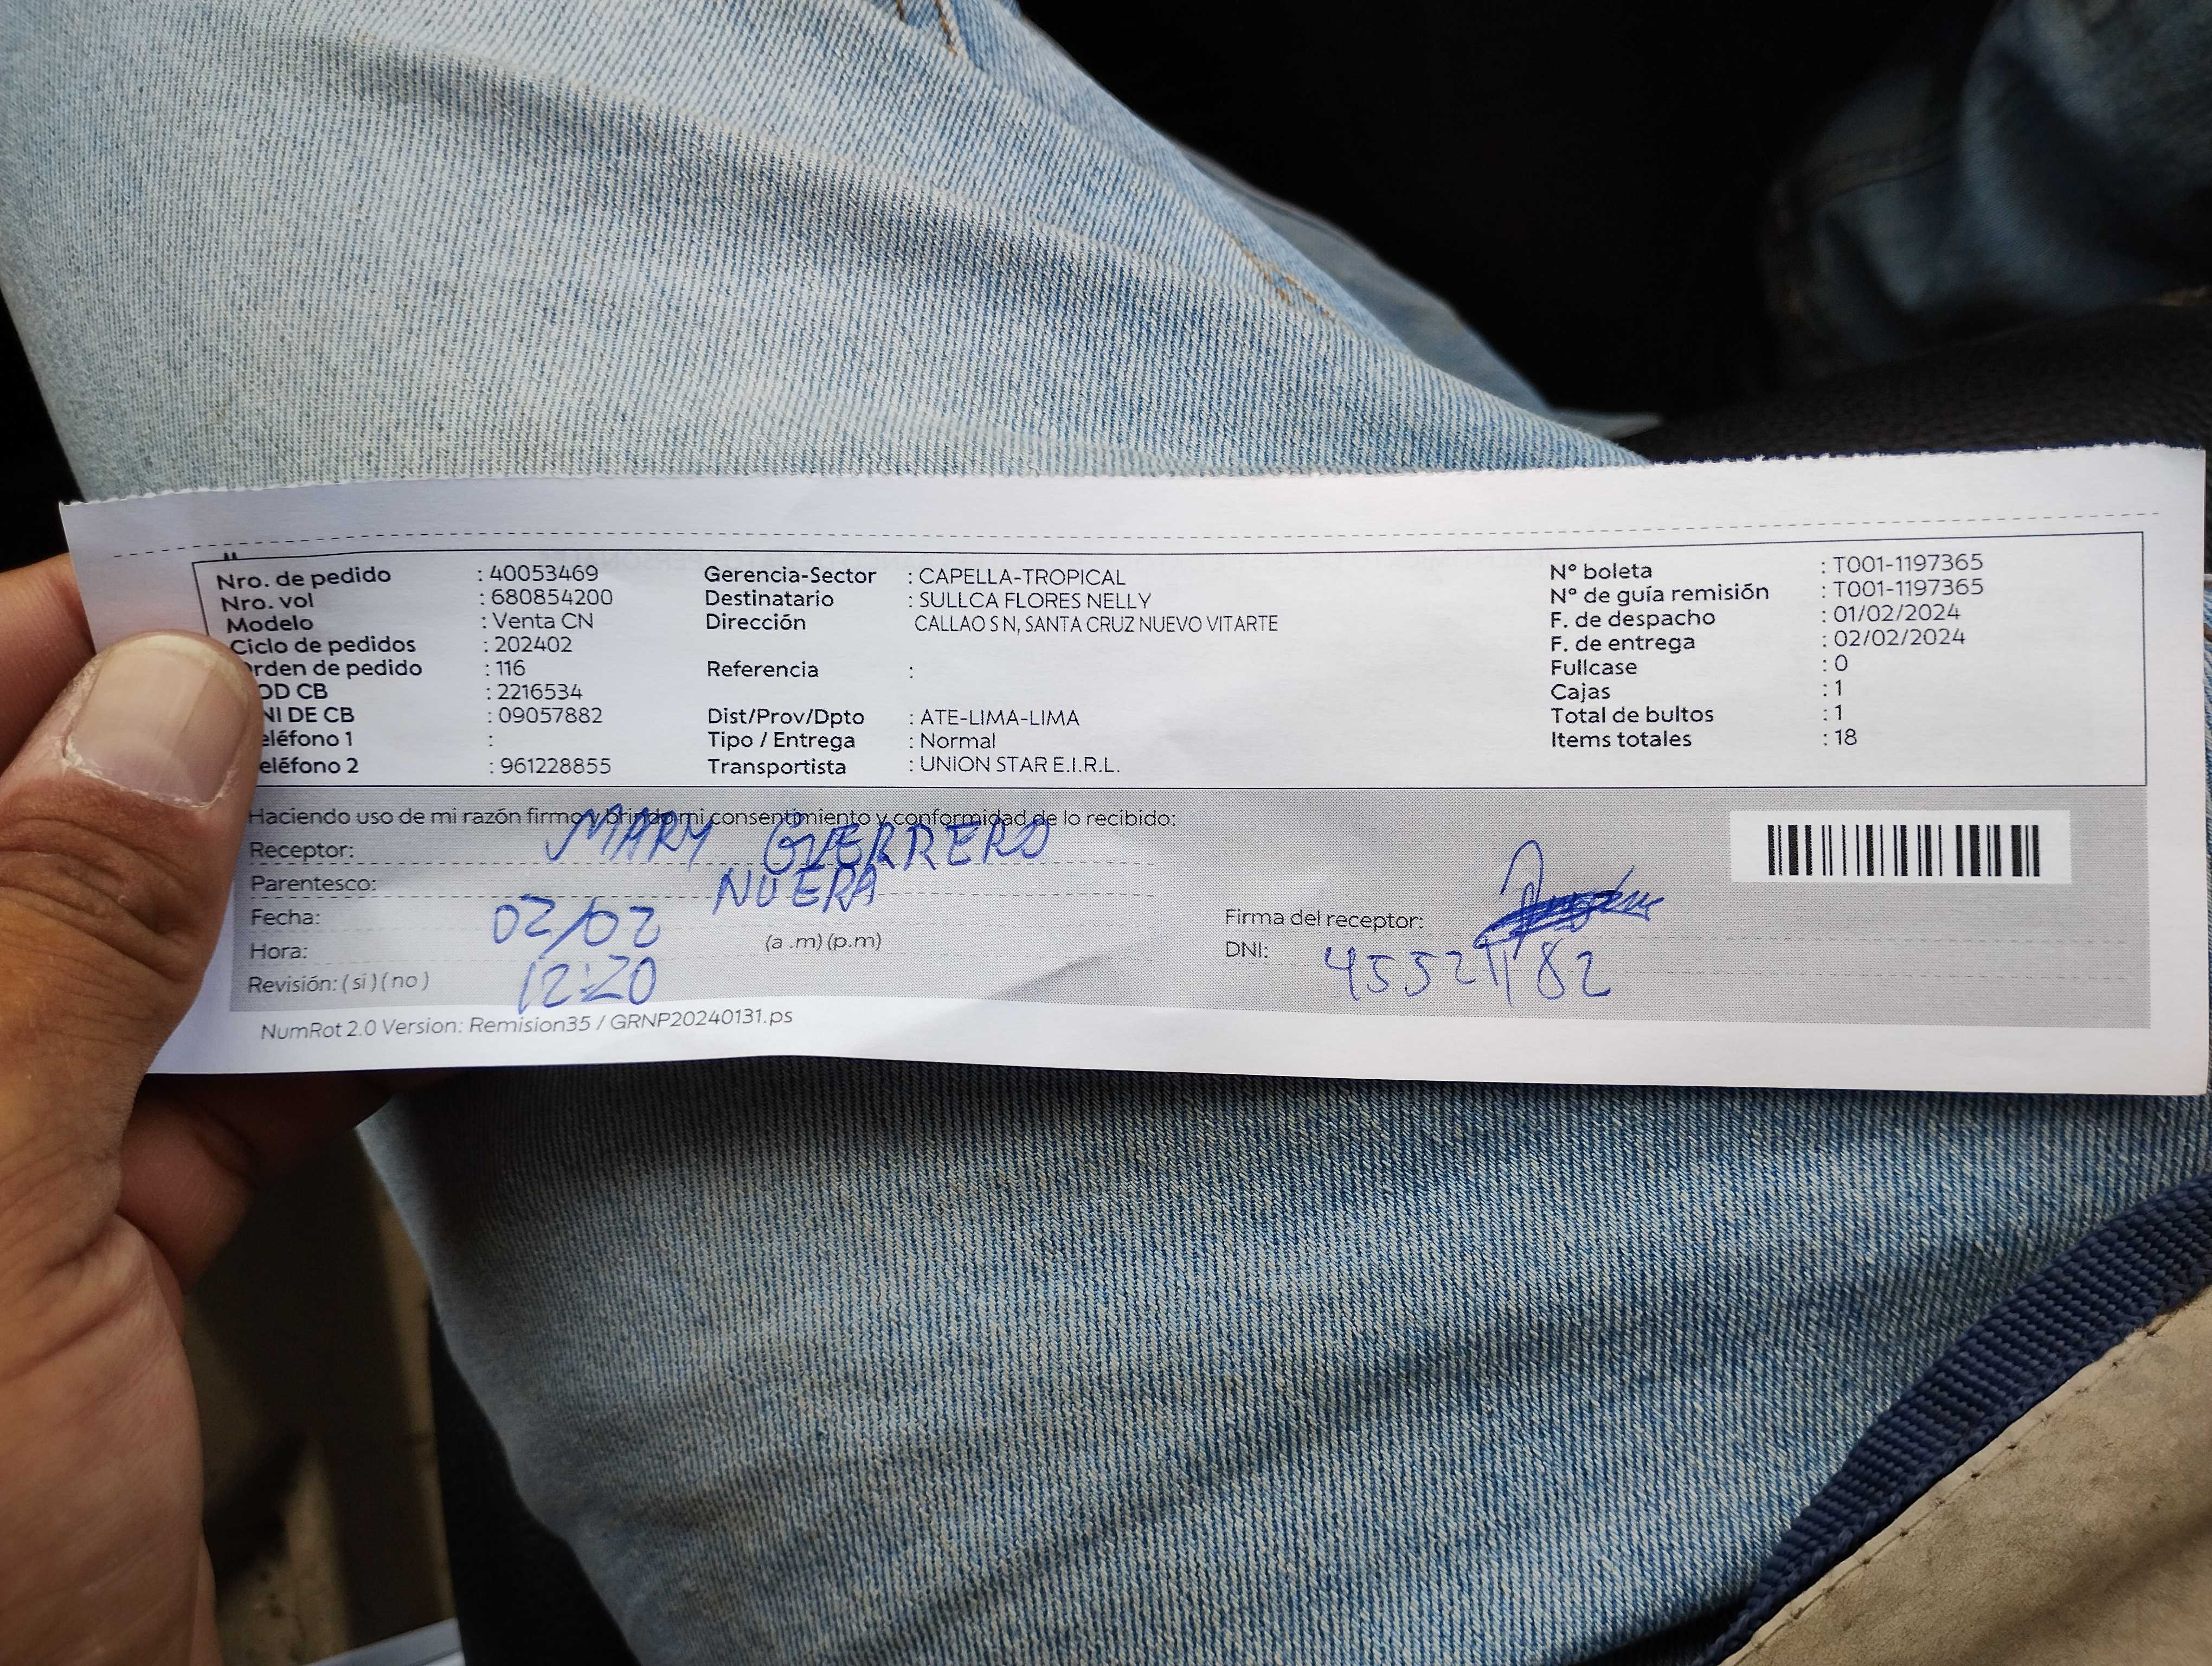 Nro. de pedido : 40053469 Gerencia-Sector : CAPELLA-TROPICAL N° boleta : T001-1197365
Nro. vol : 680854200 Destinatario : SULLCA FLORES NELLY N° de guía remisión : T001-1197365
Modelo : Venta CN Dirección CALLAO S N, SANTA CRUZ NUEVO VITARTE F. de despacho : 01/02/2024
Ciclo de pedidos : 202402 F. de entrega : 02/02/2024
rden de pedido : 116 Referencia : Fullcase : 0
OD CB : 2216534 Cajas : 1
NI DE CB : 09057882 Dist/Prov/Dpto : ATE-LIMA-LIMA Total de bultos : 1
eléfono 1 : Tipo / Entrega : Normal Items totales : 18
eléfono 2 : 961228855 Transportista : UNION STAR E.I.R.L.
Haciendo uso de mi razón firmo y brindo mi consentimiento y conformidad de lo recibido:
Receptor: MARY GUERRERO
Parentesco: NUERA
Fecha: 02/02 Firma del receptor:
Hora: 12:20 (a .m) (p.m) DNI:
Revisión: ( si ) ( no )
NumRot 2.0 Version: Remision35 / GRNP20240131.ps